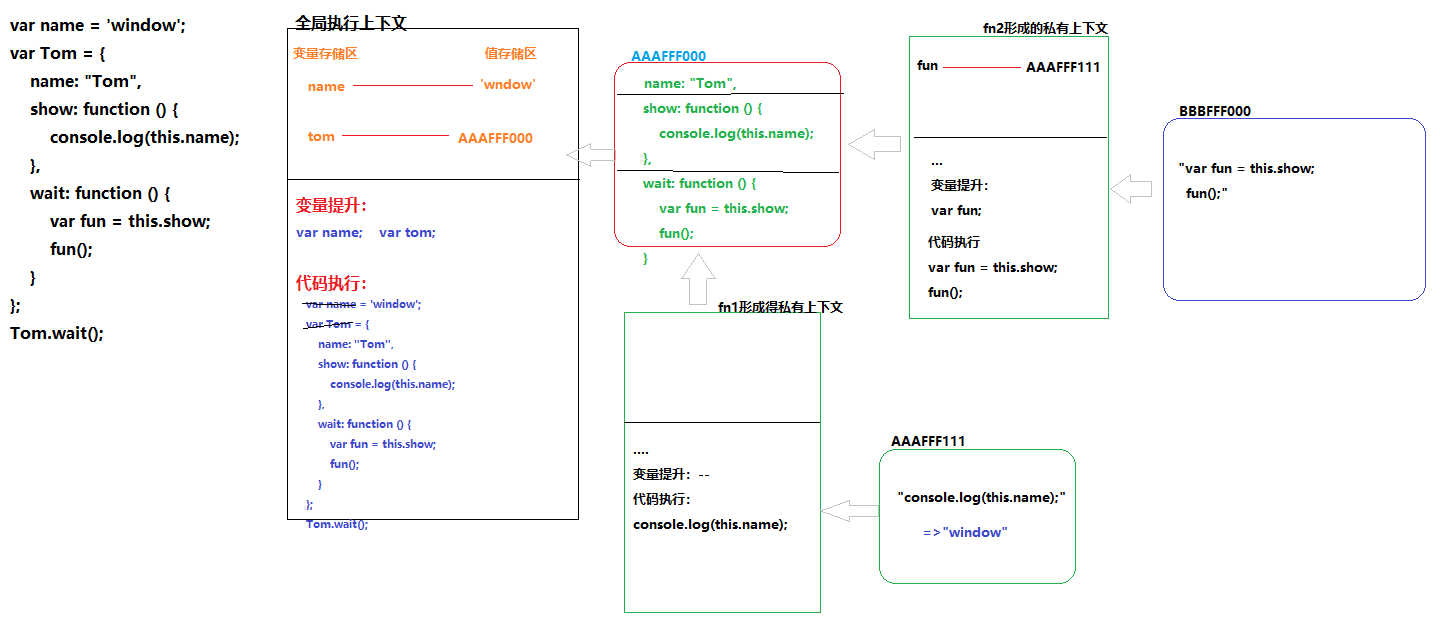 var name = 'window';
var Tom = {
name: "Tom",
show: function () {
console.log(this.name);
},
wait: function () {
var fun = this.show;
fun();
}
};
Tom.wait();
全局执行上下文
变量存储区 值存储区
name 'wndow'
tom AAAFFF000
变量提升：
var name; var tom;
代码执行：
var name = 'window';
var Tom = {
name: "Tom",
show: function () {
console.log(this.name);
},
wait: function () {
var fun = this.show;
fun();
}
};
Tom.wait();
AAAFFF000
name: "Tom",
show: function () {
console.log(this.name);
},
wait: function () {
var fun = this.show;
fun();
}
fn1形成得私有上下文
....
变量提升：--
代码执行：
console.log(this.name);
AAAFFF111
"console.log(this.name);"
=>"window"
fn2形成的私有上下文
fun AAAFFF111
...
变量提升：
var fun;
代码执行
var fun = this.show;
fun();
BBBFFF000
"var fun = this.show;
fun();"